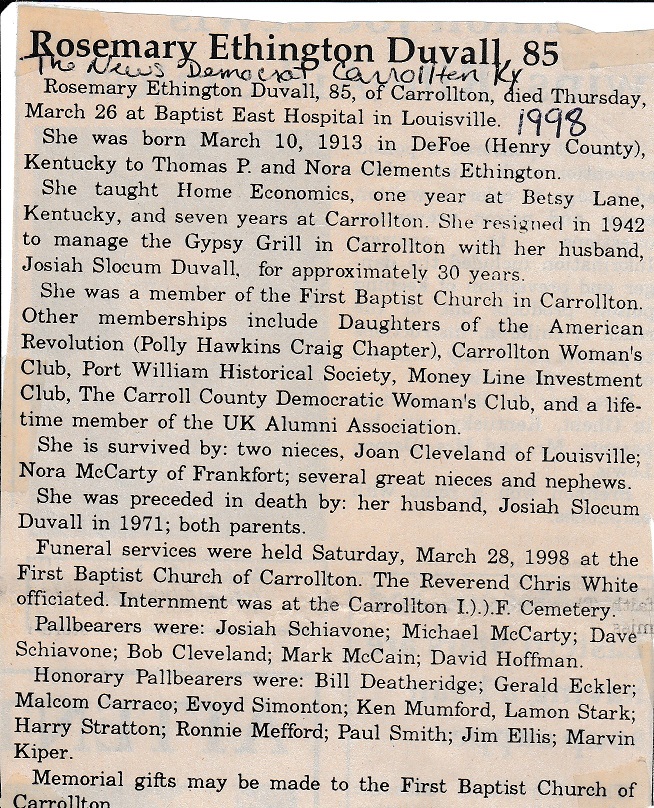 Rosemary Ethington Duvall, 85
The News Democrat Carrollten Ky
Rosemary Ethington Duvall, 85, of Carrollton, died Thursday,
March 26 at Baptist East Hospital in Louisville. 1998
She was born March 10, 1913 in DeFoe (Henry County),
Kentucky to Thomas P. and Nora Clements Ethington.
She taught Home Economics, one year at Betsy Lane,
Kentucky, and seven years at Carrollton. She resigned in 1942
to manage the Gypsy Grill in Carrollton with her husband,
Josiah Slocum Duvall, for approximately 30 years.
She was a member of the First Baptist Church in Carrollton.
Other memberships include Daughters of the American
Revolution (Polly Hawkins Craig Chapter), Carrollton Woman's
Club, Port William Historical Society, Money Line Investment
Club, The Carroll County Democratic Woman's Club, and a life-
time member of the UK Alumni Association.
She is survived by: two nieces, Joan Cleveland of Louisville;
Nora McCarty of Frankfort; several great nieces and nephews.
She was preceded in death by: her husband, Josiah Slocum
Duvall in 1971; both parents.
Funeral services were held Saturday, March 28, 1998 at the
First Baptist Church of Carrollton. The Reverend Chris White
officiated. Internment was at the Carrollton I.).).F. Cemetery.
Pallbearers were: Josiah Schiavone; Michael McCarty; Dave
Schiavone; Bob Cleveland; Mark McCain; David Hoffman.
Honorary Pallbearers were: Bill Deatheridge; Gerald Eckler;
Malcom Carraco; Evoyd Simonton; Ken Mumford, Lamon Stark;
Harry Stratton; Ronnie Mefford; Paul Smith; Jim Ellis; Marvin
Kiper.
Memorial gifts may be made to the First Baptist Church of
Carrollton